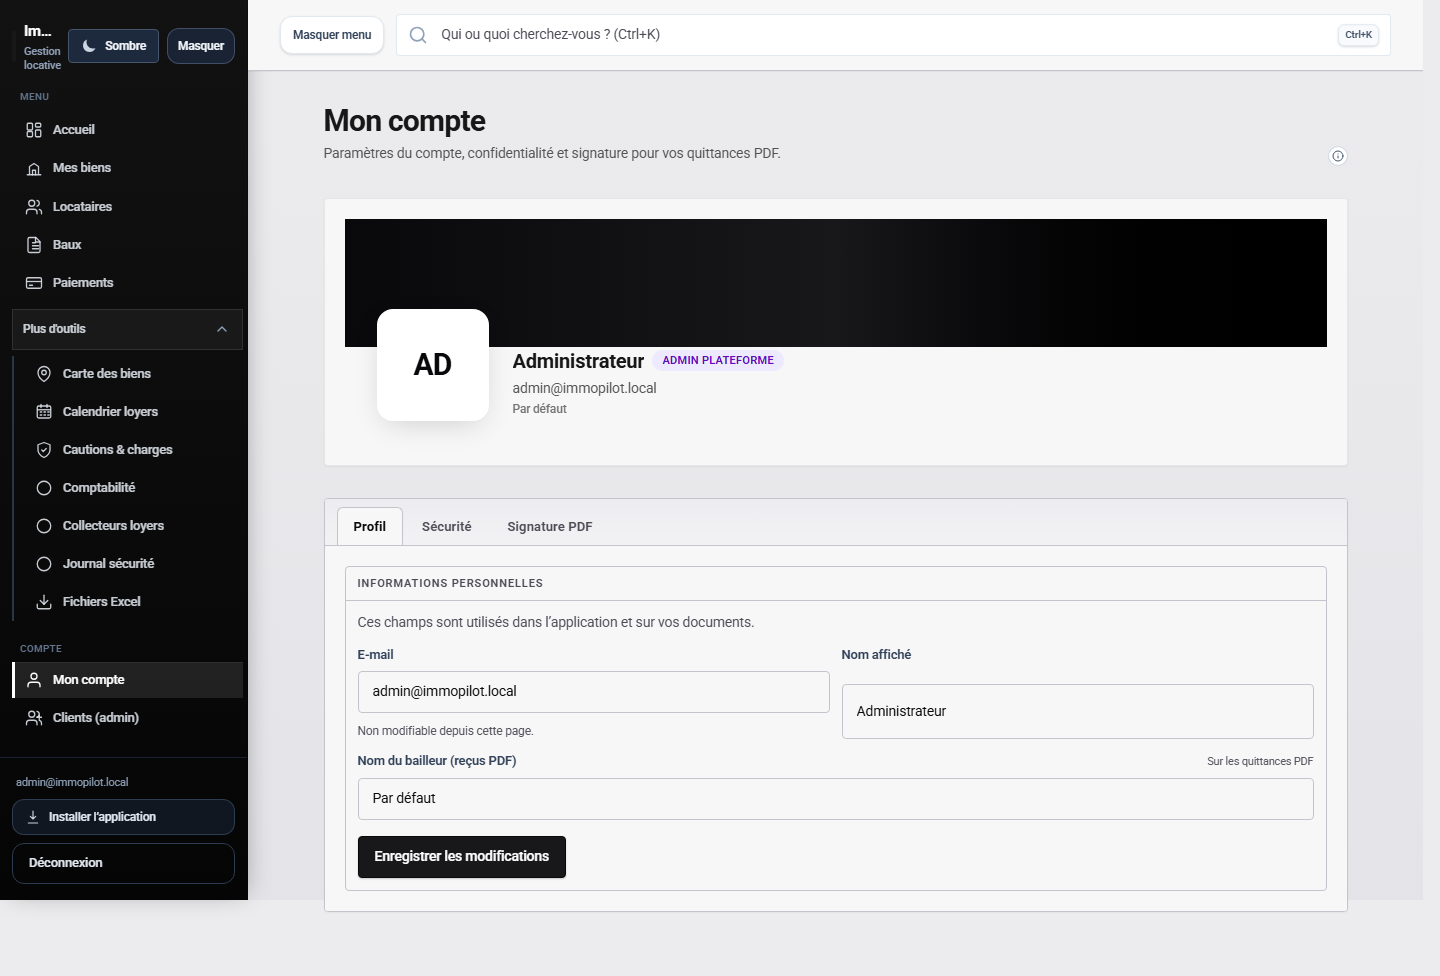 Im...
Gestion
locative
Sombre
Masquer
MENU
Accueil
Mes biens
Locataires
Baux
Paiements
Plus d'outils
Carte des biens
Calendrier loyers
Cautions & charges
Comptabilité
Collecteurs loyers
Journal sécurité
Fichiers Excel
COMPTE
Mon compte
Clients (admin)
admin@immopilot.local
Installer l'application
Déconnexion
Masquer menu
Qui ou quoi cherchez-vous ? (Ctrl+K)
Ctrl+K
Mon compte
Paramètres du compte, confidentialité et signature pour vos quittances PDF.
AD
Administrateur
ADMIN PLATEFORME
admin@immopilot.local
Par défaut
Profil
Sécurité
Signature PDF
INFORMATIONS PERSONNELLES
Ces champs sont utilisés dans l'application et sur vos documents.
E-mail
admin@immopilot.local
Non modifiable depuis cette page.
Nom affiché
Administrateur
Nom du bailleur (reçus PDF)
Sur les quittances PDF
Par défaut
Enregistrer les modifications